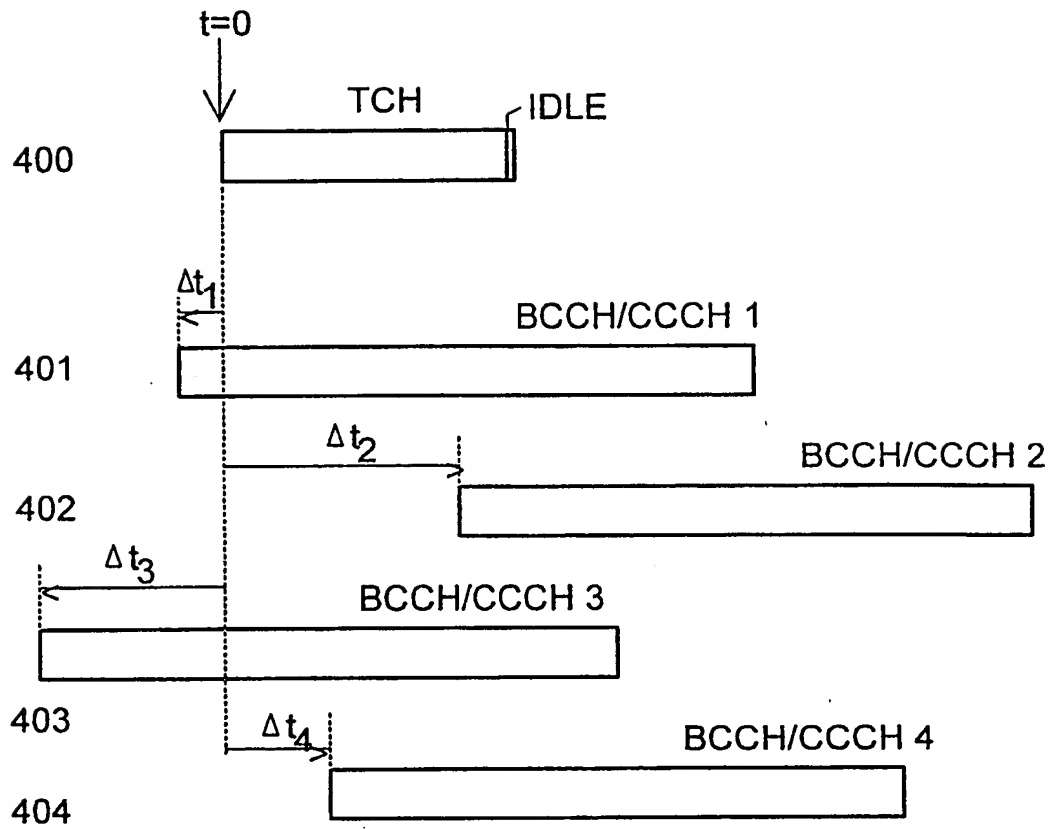 t=0
TCH
IDLE
400
Δt1
BCCH/CCCH 1
401
Δt2
BCCH/CCCH 2
402
Δt3
BCCH/CCCH 3
403
Δt4
BCCH/CCCH 4
404